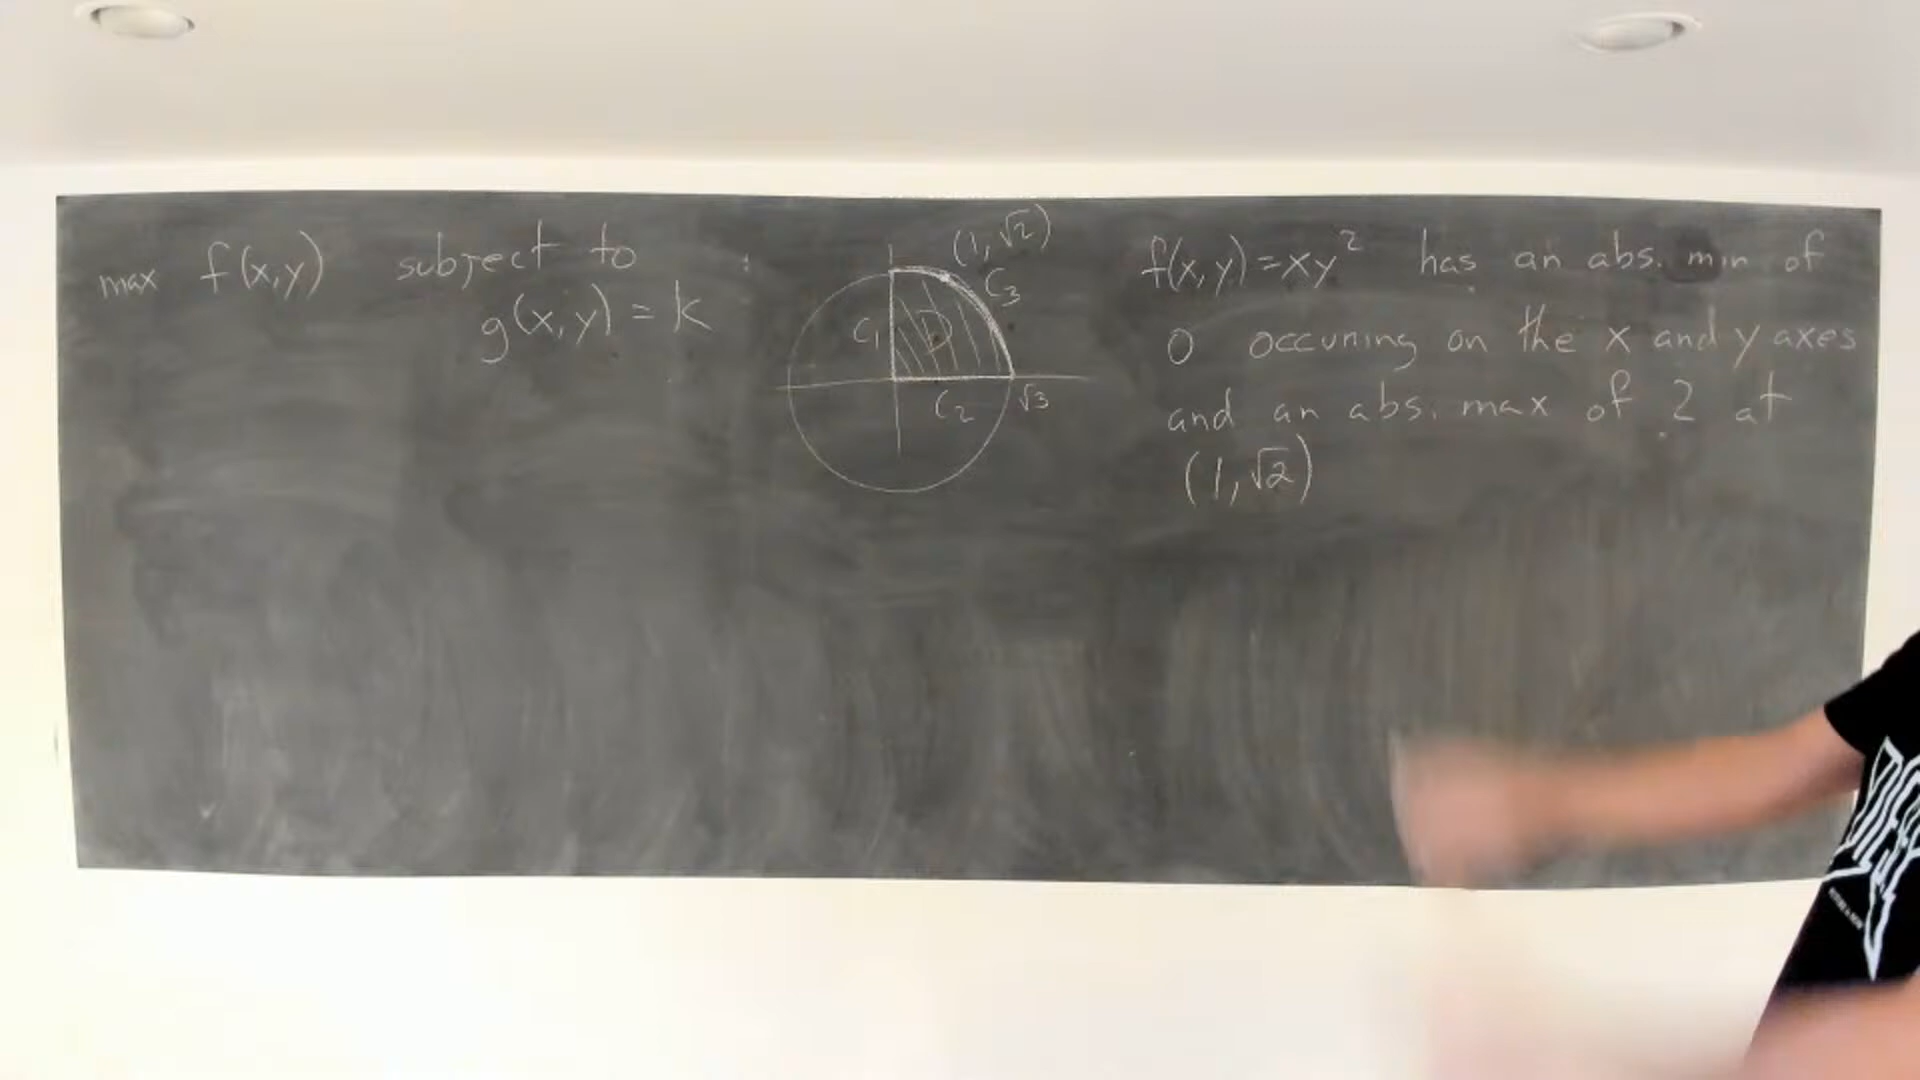 max f(x,y) subject to
g(x,y) = k
(1,√2)
C₃
C₁
D
C₂
√3
f(x,y)=xy² has an abs. min of
0 occuring on the x and y axes
and an abs. max of 2 at
(1,√2)